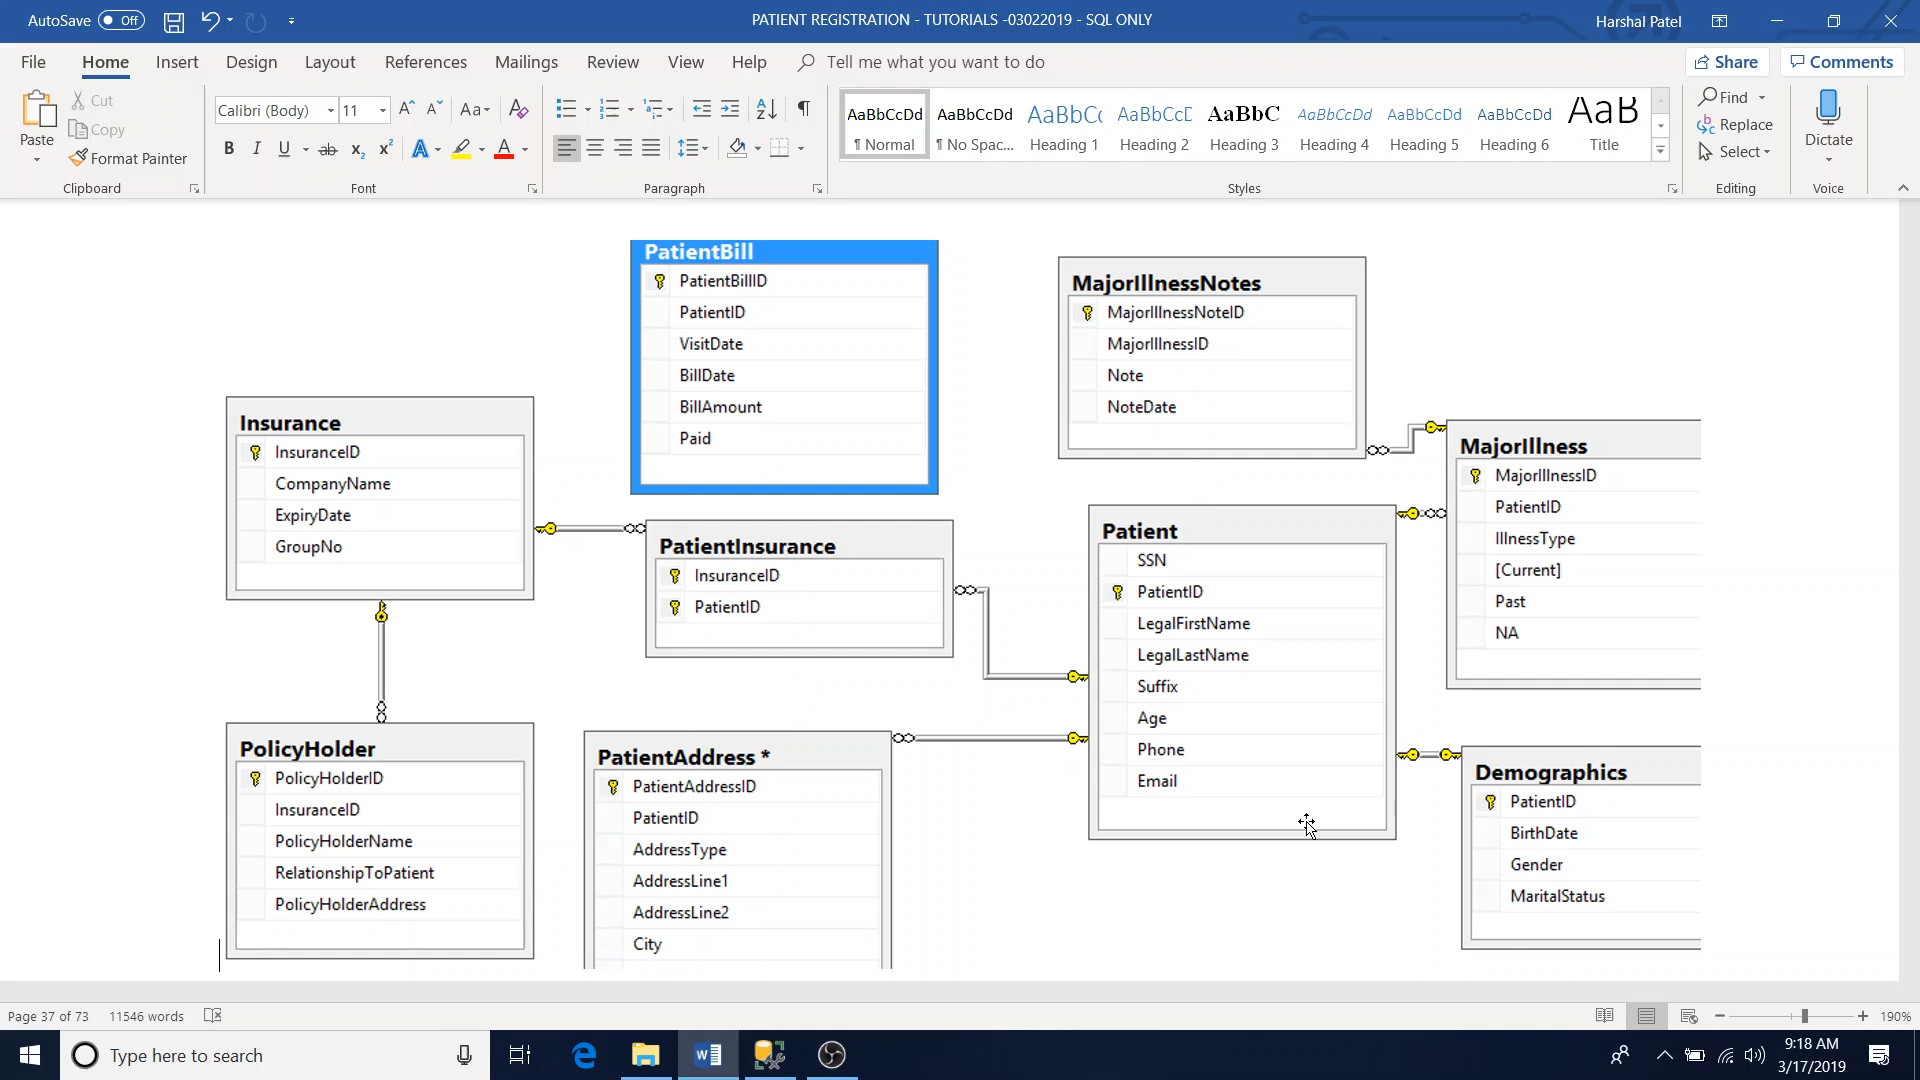 AutoSave Off
PATIENT REGISTRATION - TUTORIALS -03022019 - SQL ONLY
Harshal Patel
File Home Insert Design Layout References Mailings Review View Help Tell me what you want to do
Share Comments
Paste
Cut
Copy
Format Painter
Clipboard
Calibri (Body) 11
Font
Paragraph
AaBbCcDd AaBbCcDd AaBbCc AaBbCcD AaBbC AaBbCcDd AaBbCcDd AaBbCcDd AaB
¶ Normal ¶ No Spac... Heading 1 Heading 2 Heading 3 Heading 4 Heading 5 Heading 6 Title
Styles
Find
Replace
Select
Editing
Dictate
Voice
PatientBill
PatientBillID
PatientID
VisitDate
BillDate
BillAmount
Paid
MajorIllnessNotes
MajorIllnessNoteID
MajorIllnessID
Note
NoteDate
Insurance
InsuranceID
CompanyName
ExpiryDate
GroupNo
MajorIllness
MajorIllnessID
PatientID
IllnessType
[Current]
Past
NA
PatientInsurance
InsuranceID
PatientID
Patient
SSN
PatientID
LegalFirstName
LegalLastName
Suffix
Age
Phone
Email
PolicyHolder
PolicyHolderID
InsuranceID
PolicyHolderName
RelationshipToPatient
PolicyHolderAddress
PatientAddress *
PatientAddressID
PatientID
AddressType
AddressLine1
AddressLine2
City
Demographics
PatientID
BirthDate
Gender
MaritalStatus
Page 37 of 73 11546 words
190%
Type here to search
9:18 AM
3/17/2019